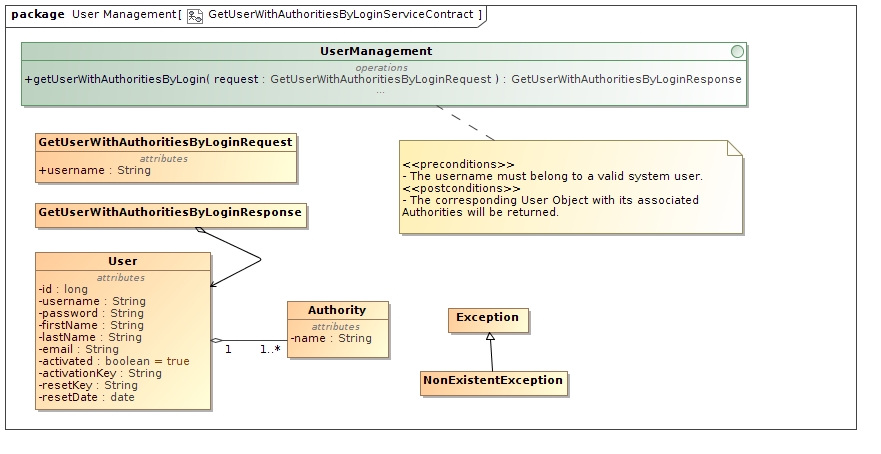 package User Management[ GetUserWithAuthoritiesByLoginServiceContract ]
UserManagement
operations
+getUserWithAuthoritiesByLogin( request : GetUserWithAuthoritiesByLoginRequest ) : GetUserWithAuthoritiesByLoginResponse
...
GetUserWithAuthoritiesByLoginRequest
attributes
+username : String
<<preconditions>>
- The username must belong to a valid system user.
<<postconditions>>
- The corresponding User Object with its associated
Authorities will be returned.
GetUserWithAuthoritiesByLoginResponse
User
attributes
-id : long
-username : String
-password : String
-firstName : String
-lastName : String
-email : String
-activated : boolean = true
-activationKey : String
-resetKey : String
-resetDate : date
1
1..*
Authority
attributes
-name : String
Exception
NonExistentException